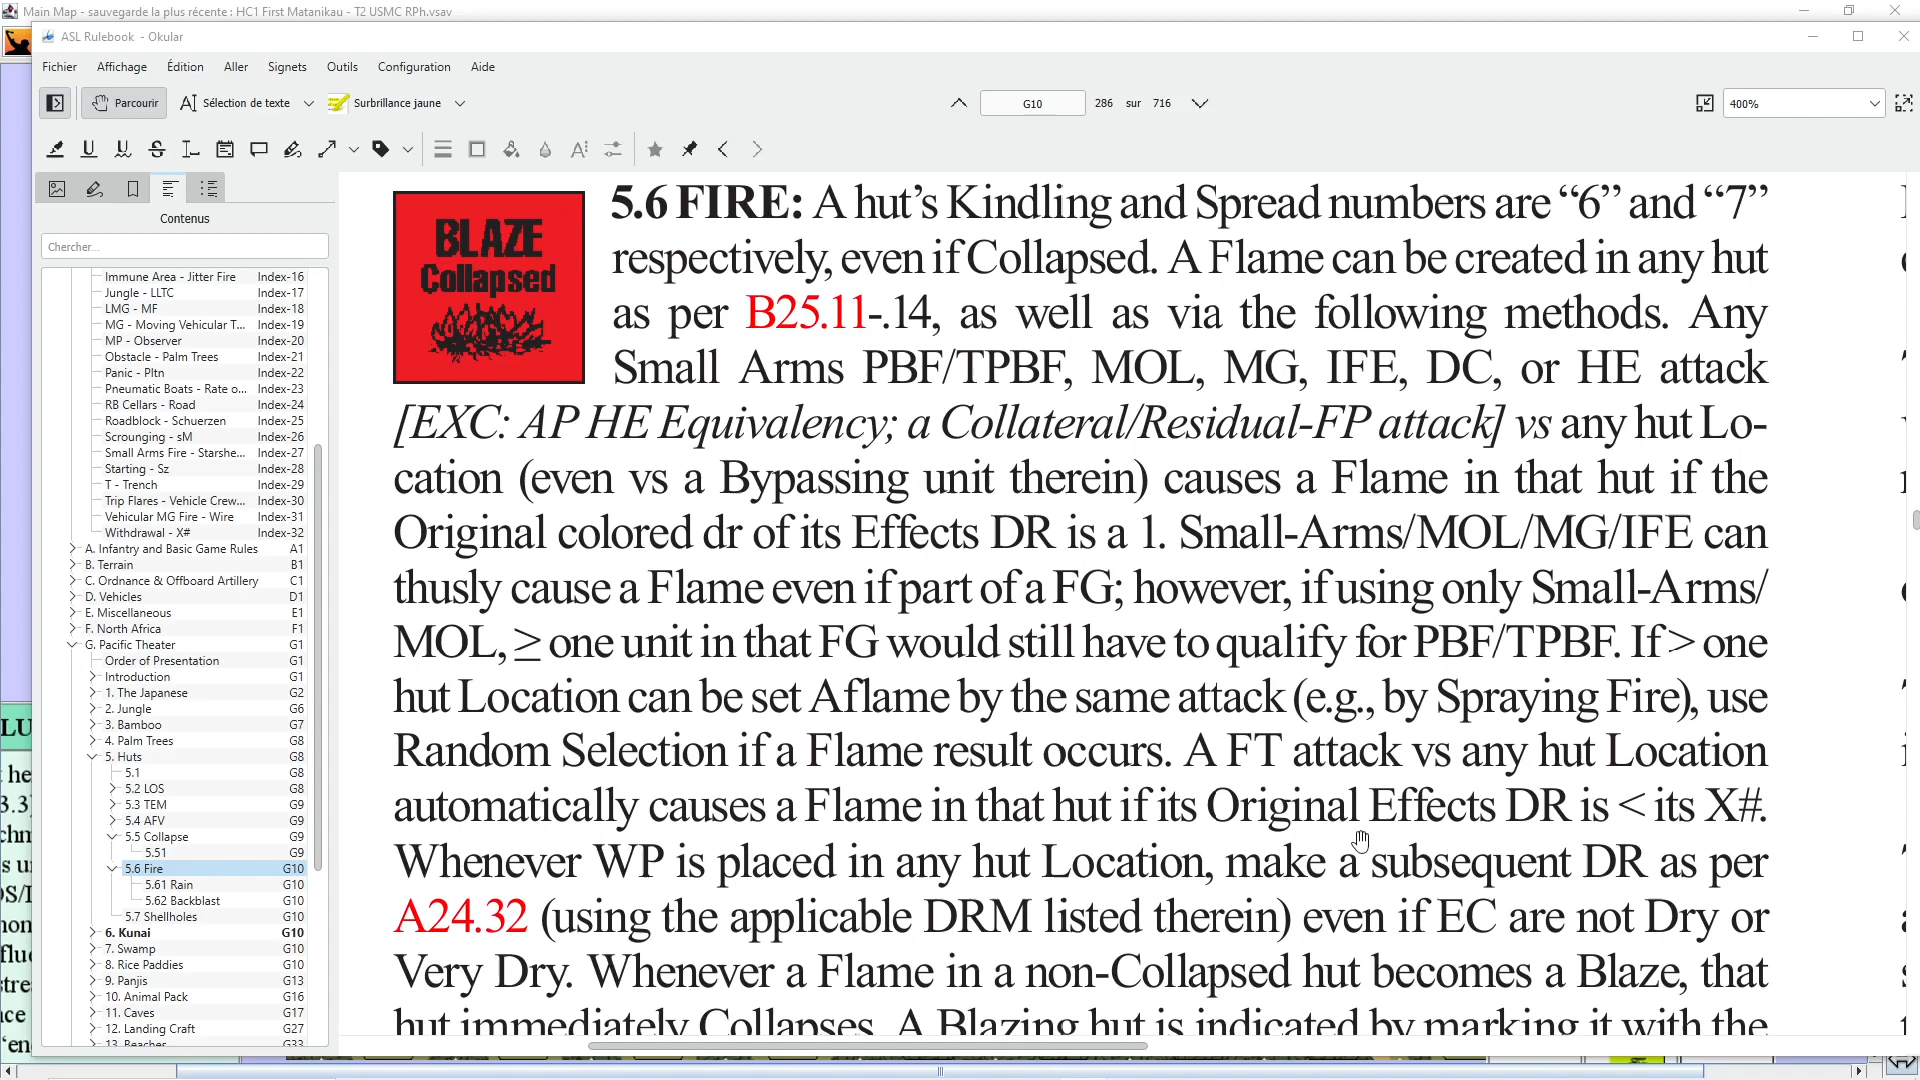 Main Map - sauvegarde la plus récente : HC1 First Matanikau - T2 USMC RPh.vsav
ASL Rulebook - Okular
Fichier Affichage Édition Aller Signets Outils Configuration Aide
Parcourir Sélection de texte Surbrillance jaune G10 286 sur 716 400%
Contenus
Chercher...
Immune Area - Jitter Fire Index-16
Jungle - LLTC Index-17
LMG - MF Index-18
MG - Moving Vehicular T... Index-19
MP - Observer Index-20
Obstacle - Palm Trees Index-21
Panic - Pltn Index-22
Pneumatic Boats - Rate o... Index-23
RB Cellars - Road Index-24
Roadblock - Schuerzen Index-25
Scrounging - sM Index-26
Small Arms Fire - Starshe... Index-27
Starting - Sz Index-28
T - Trench Index-29
Trip Flares - Vehicle Crew... Index-30
Vehicular MG Fire - Wire Index-31
Withdrawal - X# Index-32
A. Infantry and Basic Game Rules A1
B. Terrain B1
C. Ordnance & Offboard Artillery C1
D. Vehicles D1
E. Miscellaneous E1
F. North Africa F1
G. Pacific Theater G1
Order of Presentation G1
Introduction G1
1. The Japanese G2
2. Jungle G6
3. Bamboo G7
4. Palm Trees G8
5. Huts G8
5.1 G8
5.2 LOS G8
5.3 TEM G9
5.4 AFV G9
5.5 Collapse G9
5.51 G9
5.6 Fire G10
5.61 Rain G10
5.62 Backblast G10
5.7 Shellholes G10
6. Kunai G10
7. Swamp G10
8. Rice Paddies G10
9. Panjis G13
10. Animal Pack G16
11. Caves G17
12. Landing Craft G27
13. Beaches G33
BLAZE
Collapsed
5.6 FIRE: A hut’s Kindling and Spread numbers are “6” and “7”
respectively, even if Collapsed. A Flame can be created in any hut
as per B25.11-.14, as well as via the following methods. Any
Small Arms PBF/TPBF, MOL, MG, IFE, DC, or HE attack
[EXC: AP HE Equivalency; a Collateral/Residual-FP attack] vs any hut Lo-
cation (even vs a Bypassing unit therein) causes a Flame in that hut if the
Original colored dr of its Effects DR is a 1. Small-Arms/MOL/MG/IFE can
thusly cause a Flame even if part of a FG; however, if using only Small-Arms/
MOL, ≥ one unit in that FG would still have to qualify for PBF/TPBF. If > one
hut Location can be set Aflame by the same attack (e.g., by Spraying Fire), use
Random Selection if a Flame result occurs. A FT attack vs any hut Location
automatically causes a Flame in that hut if its Original Effects DR is < its X#.
Whenever WP is placed in any hut Location, make a subsequent DR as per
A24.32 (using the applicable DRM listed therein) even if EC are not Dry or
Very Dry. Whenever a Flame in a non-Collapsed hut becomes a Blaze, that
hut immediately Collapses. A Blazing hut is indicated by marking it with the